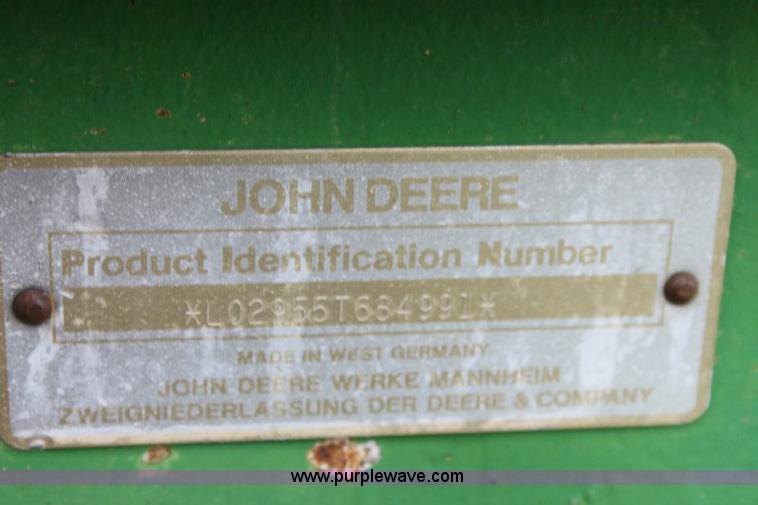 JOHN DEERE
Product Identification Number
*L02955T684991*
MADE IN WEST GERMANY
JOHN DEERE WERKE MANNHEIM
ZWEIGNIEDERLASSUNG DER DEERE & COMPANY
www.purplewave.com